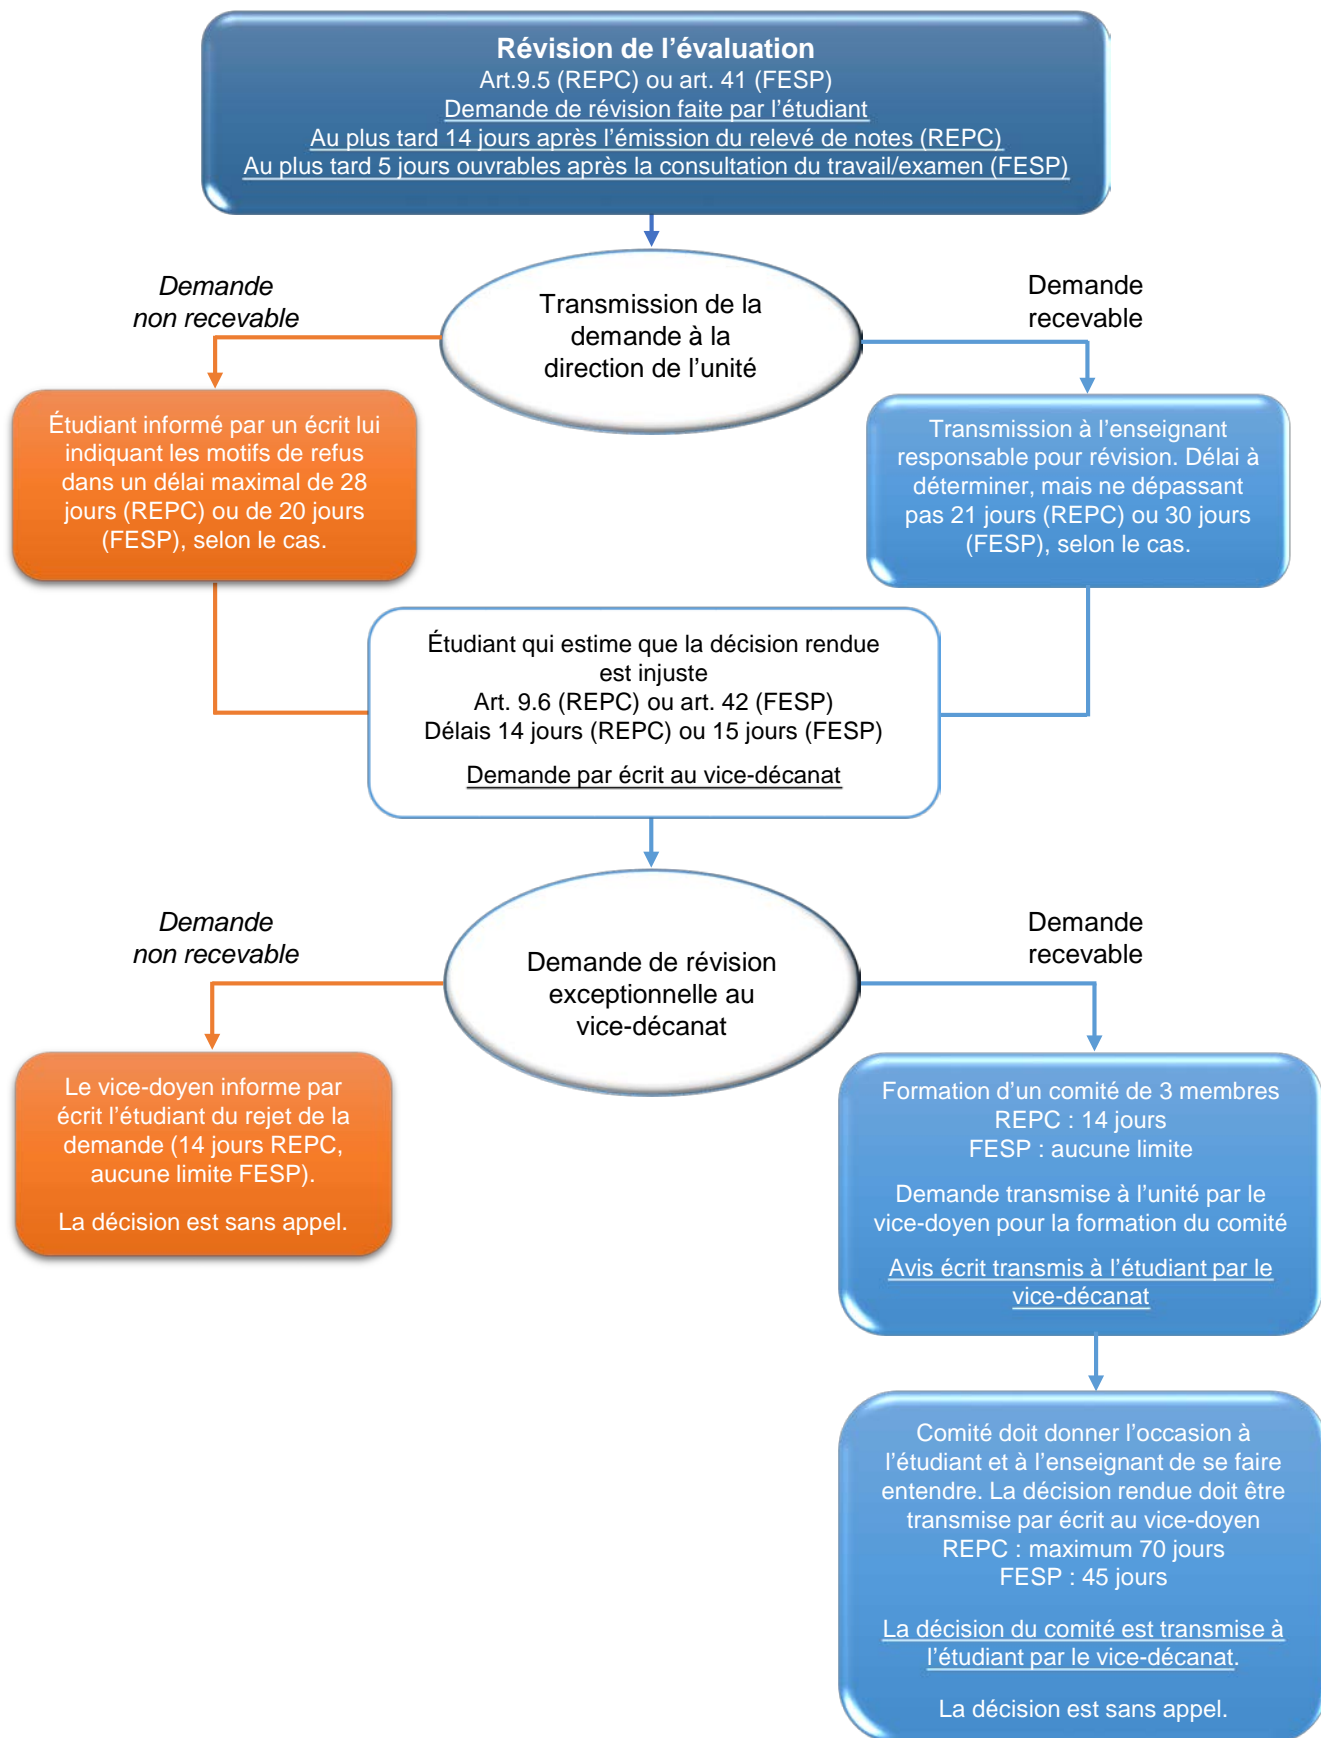 Révision de l'évaluation
Art.9.5 (REPC) ou art. 41 (FESP)
Demande de révision faite par l'étudiant
Au plus tard 14 jours après l'émission du relevé de notes (REPC)
Au plus tard 5 jours ouvrables après la consultation du travail/examen (FESP)
Demande
non recevable
Transmission de la
demande à la
direction de l'unité
Demande
recevable
Étudiant informé par un écrit lui
indiquant les motifs de refus
dans un délai maximal de 28
jours (REPC) ou de 20 jours
(FESP), selon le cas.
Transmission à l'enseignant
responsable pour révision. Délai à
déterminer, mais ne dépassant
pas 21 jours (REPC) ou 30 jours
(FESP), selon le cas.
Étudiant qui estime que la décision rendue
est injuste
Art. 9.6 (REPC) ou art. 42 (FESP)
Délais 14 jours (REPC) ou 15 jours (FESP)
Demande par écrit au vice-décanat
Demande
non recevable
Demande de révision
exceptionnelle au
vice-décanat
Demande
recevable
Le vice-doyen informe par
écrit l'étudiant du rejet de la
demande (14 jours REPC,
aucune limite FESP).
La décision est sans appel.
Formation d'un comité de 3 membres
REPC : 14 jours
FESP : aucune limite
Demande transmise à l'unité par le
vice-doyen pour la formation du comité
Avis écrit transmis à l'étudiant par le
vice-décanat
Comité doit donner l'occasion à
l'étudiant et à l'enseignant de se faire
entendre. La décision rendue doit être
transmise par écrit au vice-doyen
REPC : maximum 70 jours
FESP : 45 jours
La décision du comité est transmise à
l'étudiant par le vice-décanat.
La décision est sans appel.